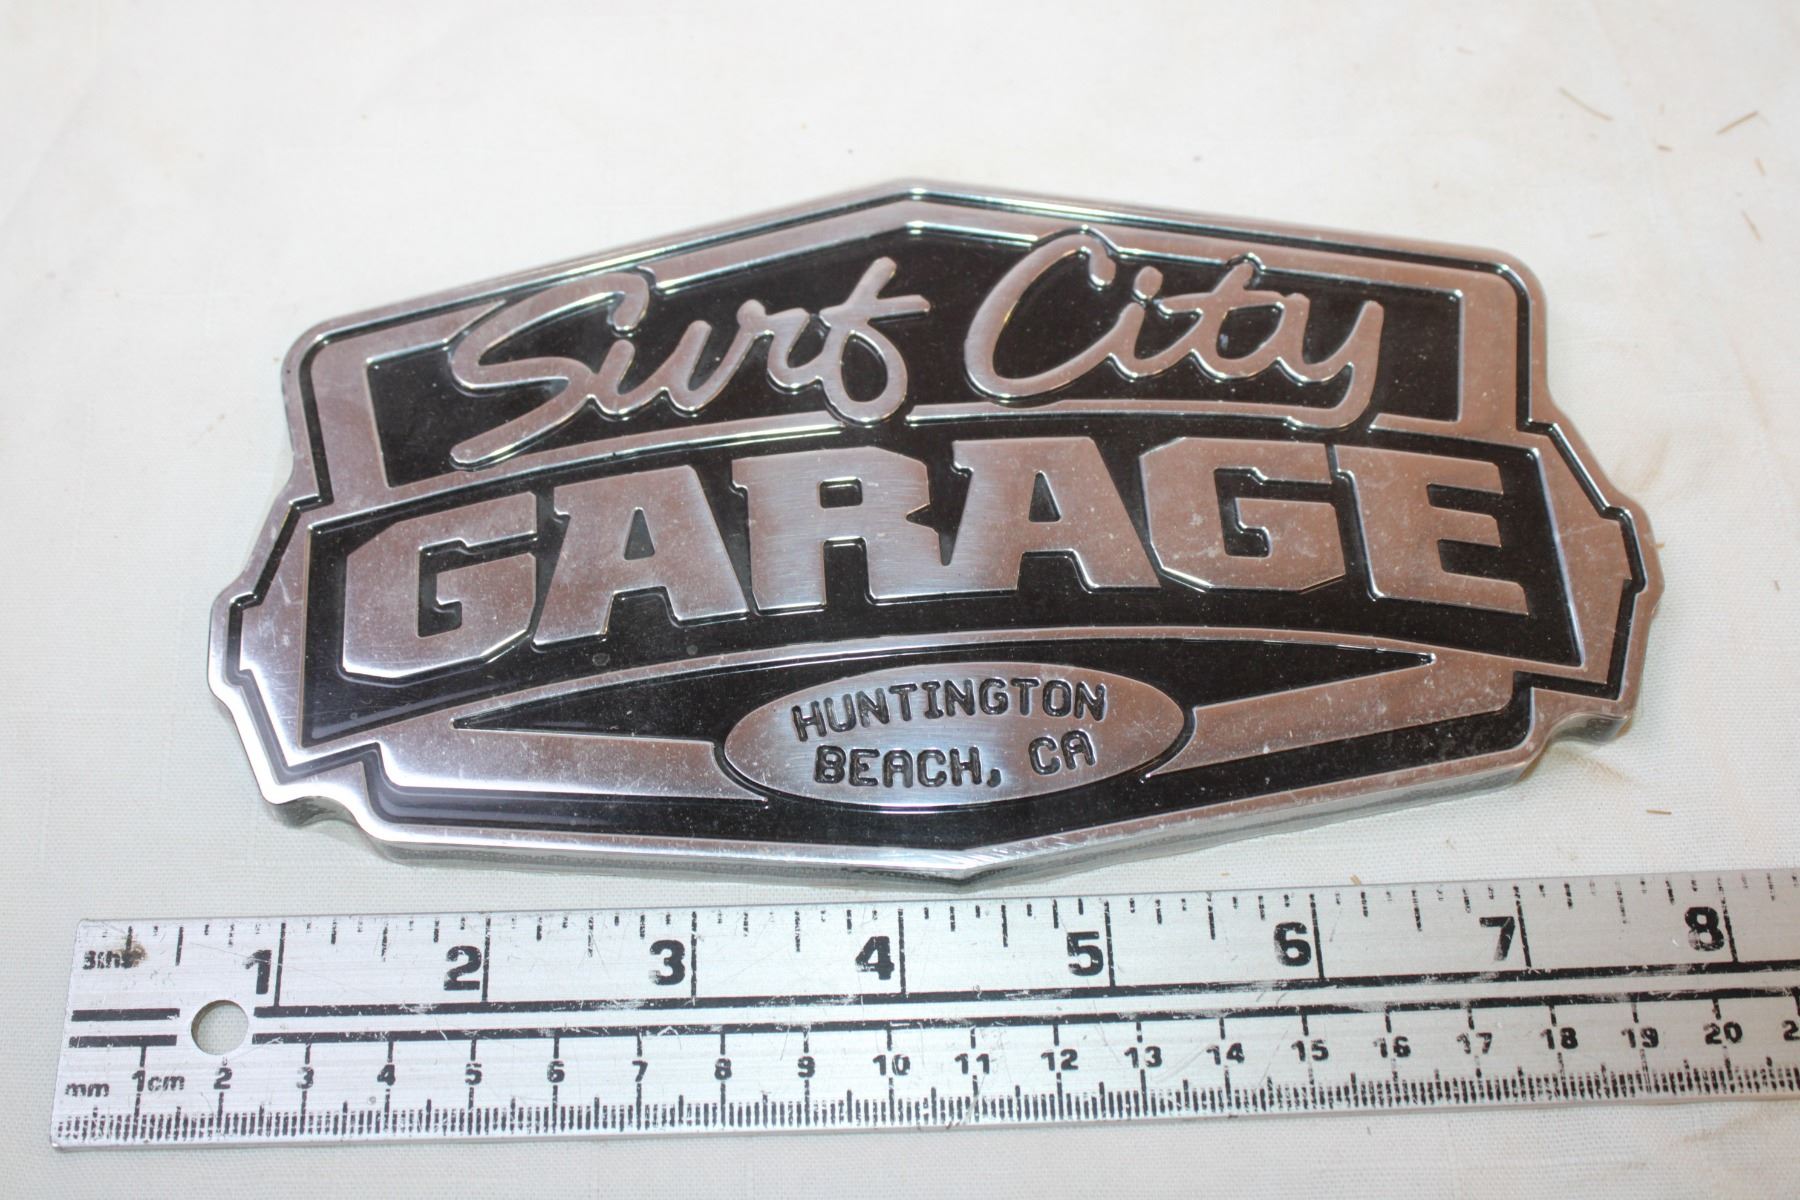 Surf City
GARAGE
HUNTINGTON
BEACH, CA
8ths 1 2 3 4 5 6 7 8
mm 1cm 2 3 4 5 6 7 8 9 10 11 12 13 14 15 16 17 18 19 20